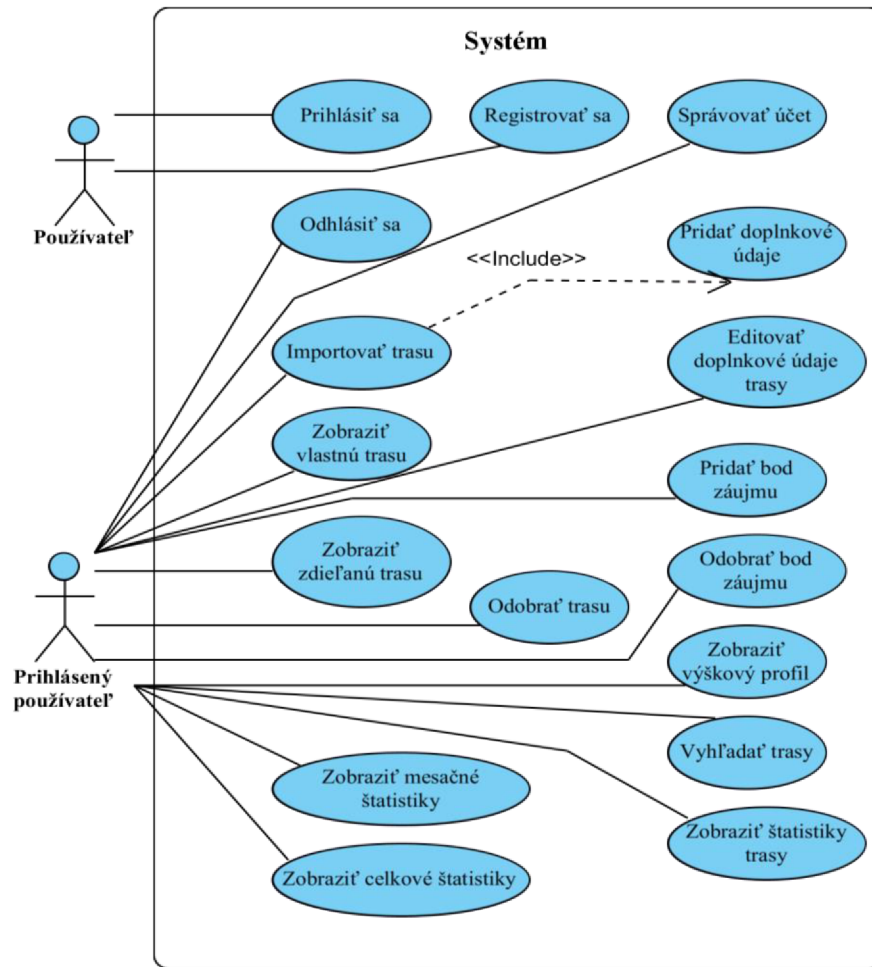 Systém
Prihlásiť sa
Registrovať sa
Správovať účet
Používateľ
Odhlásiť sa
Pridať doplnkové
údaje
<<Include>>
Importovať trasu
Editovať
doplnkové údaje
trasy
Zobraziť
vlastnú trasu
Pridať bod
záujmu
Zobraziť
zdieľanú trasu
Odobrať bod
záujmu
Odobrať trasu
Prihlásený
používateľ
Zobraziť
výškový profil
Vyhľadať trasy
Zobraziť mesačné
štatistiky
Zobraziť štatistiky
trasy
Zobraziť celkové štatistiky